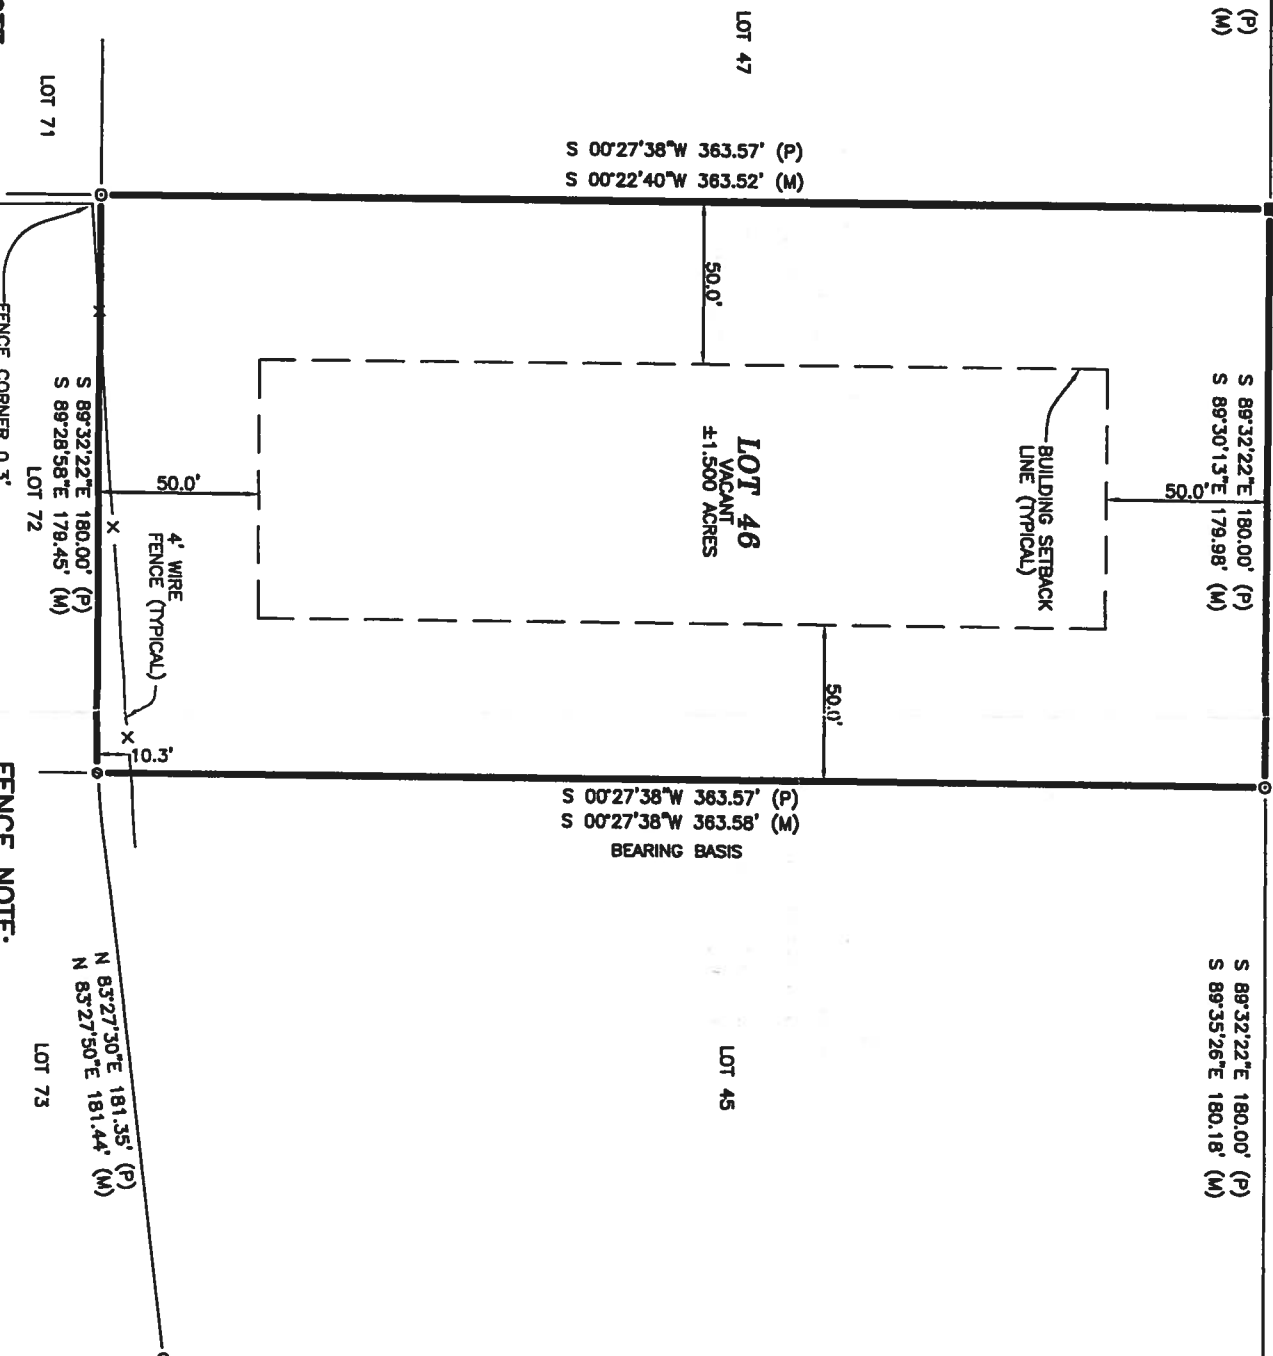 (P)
(M)
LOT 47
LOT 71
S 00°27'38"W 363.57' (P)
S 00°22'40"W 363.52' (M)
50.0'
S 89°32'22"E 180.00' (P)
S 89°30'13"E 179.98' (M)
50.0'
BUILDING SETBACK
LINE (TYPICAL)
LOT 46
VACANT
±1.500 ACRES
50.0'
4' WIRE
FENCE (TYPICAL)
S 89°32'22"E 180.00' (P)
S 89°28'58"E 179.45' (M)
LOT 72
FENCE CORNER 0.3'
50.0'
10.3'
S 00°27'38"W 363.57' (P)
S 00°27'38"W 363.58' (M)
BEARING BASIS
FENCE NOTE:
S 89°32'22"E 180.00' (P)
S 89°35'26"E 180.18' (M)
LOT 45
N 83°27'30"E 181.35' (P)
N 83°27'50"E 181.44' (M)
LOT 73